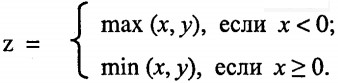 z = { max (x, y), если x < 0;
min (x, y), если x ≥ 0.